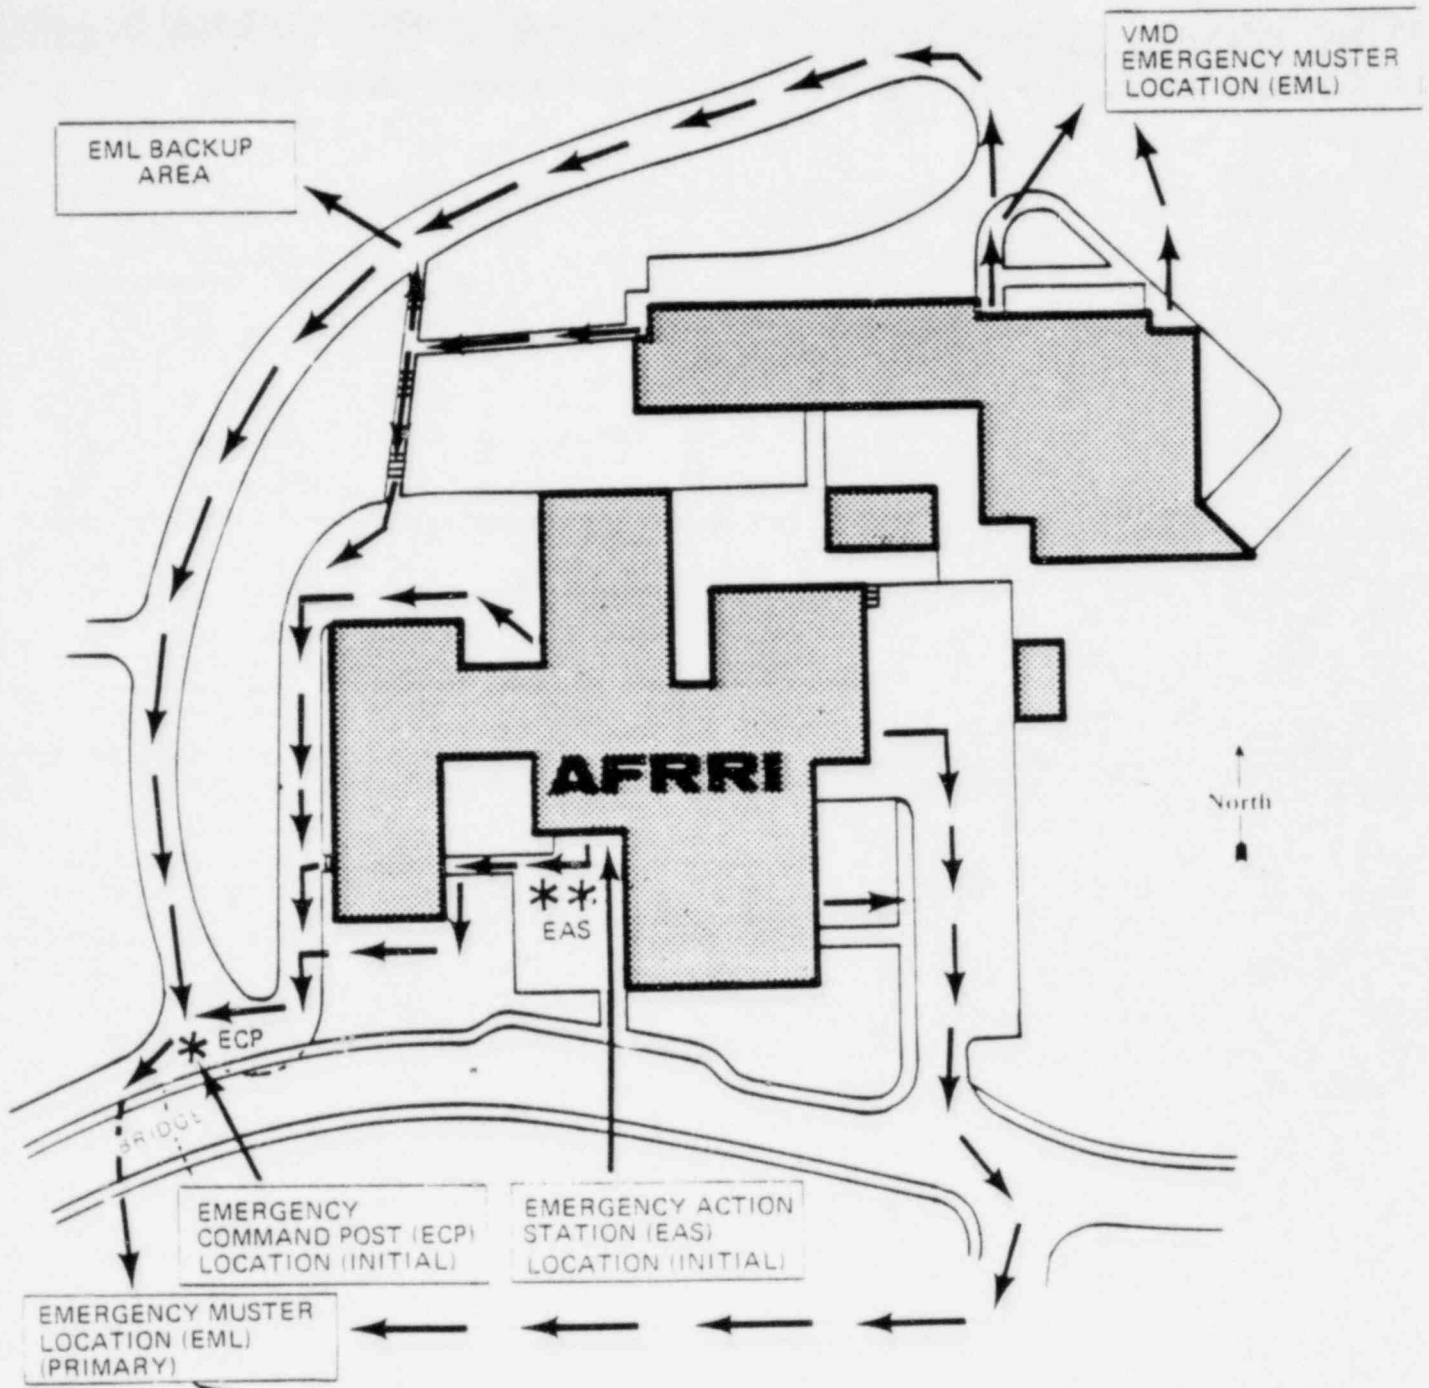 VMD
EMERGENCY MUSTER
LOCATION (EML)
EML BACKUP
AREA
AFRRI
North
** EAS
* ECP
BRIDGE
EMERGENCY
COMMAND POST (ECP)
LOCATION (INITIAL)
EMERGENCY ACTION
STATION (EAS)
LOCATION (INITIAL)
EMERGENCY MUSTER
LOCATION (EML)
(PRIMARY)